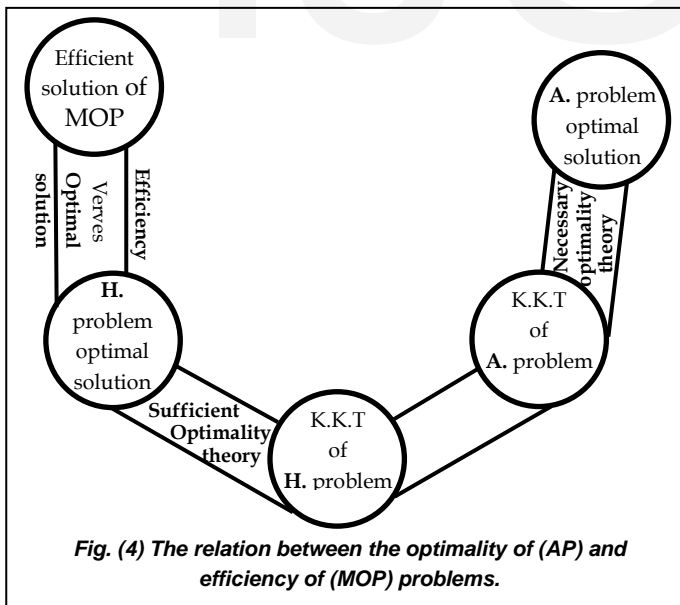 Efficient
solution of
MOP
A. problem
optimal
solution
Efficiency
Verves
Optimal
solution
Necessary
optimality
theory
H.
problem
optimal
solution
K.K.T
of
A. problem
Sufficient
Optimality
theory
K.K.T
of
H. problem
Fig. (4) The relation between the optimality of (AP) and
efficiency of (MOP) problems.